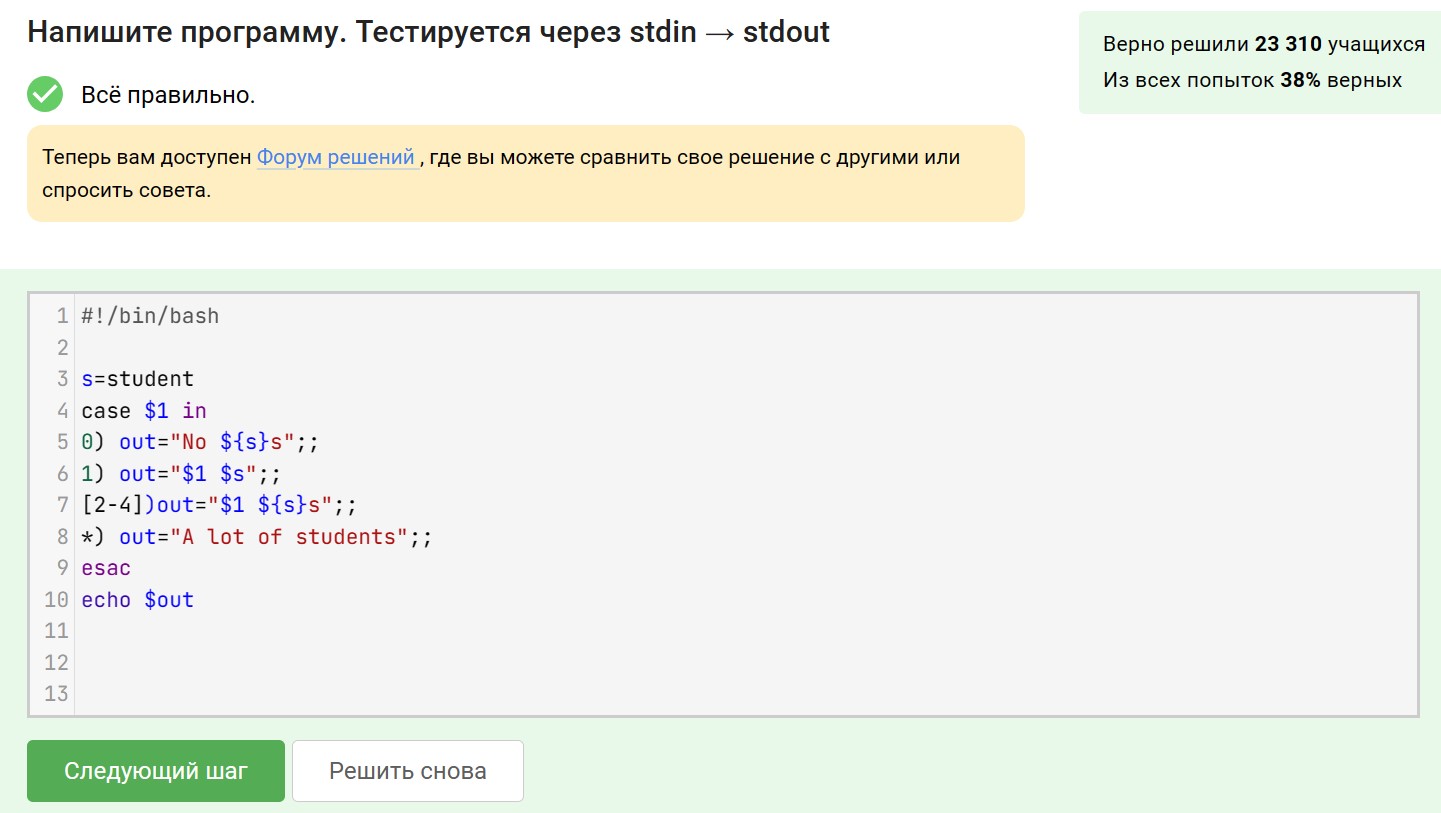 Напишите программу. Тестируется через stdin → stdout
Верно решили 23 310 учащихся
Из всех попыток 38% верных
Всё правильно.
Теперь вам доступен Форум решений , где вы можете сравнить свое решение с другими или
спросить совета.
1 #!/bin/bash
2
3 s=student
4 case $1 in
5 0) out="No ${s}s";;
6 1) out="$1 $s";;
7 [2-4])out="$1 ${s}s";;
8 *) out="A lot of students";;
9 esac
10 echo $out
11
12
13
Следующий шаг Решить снова